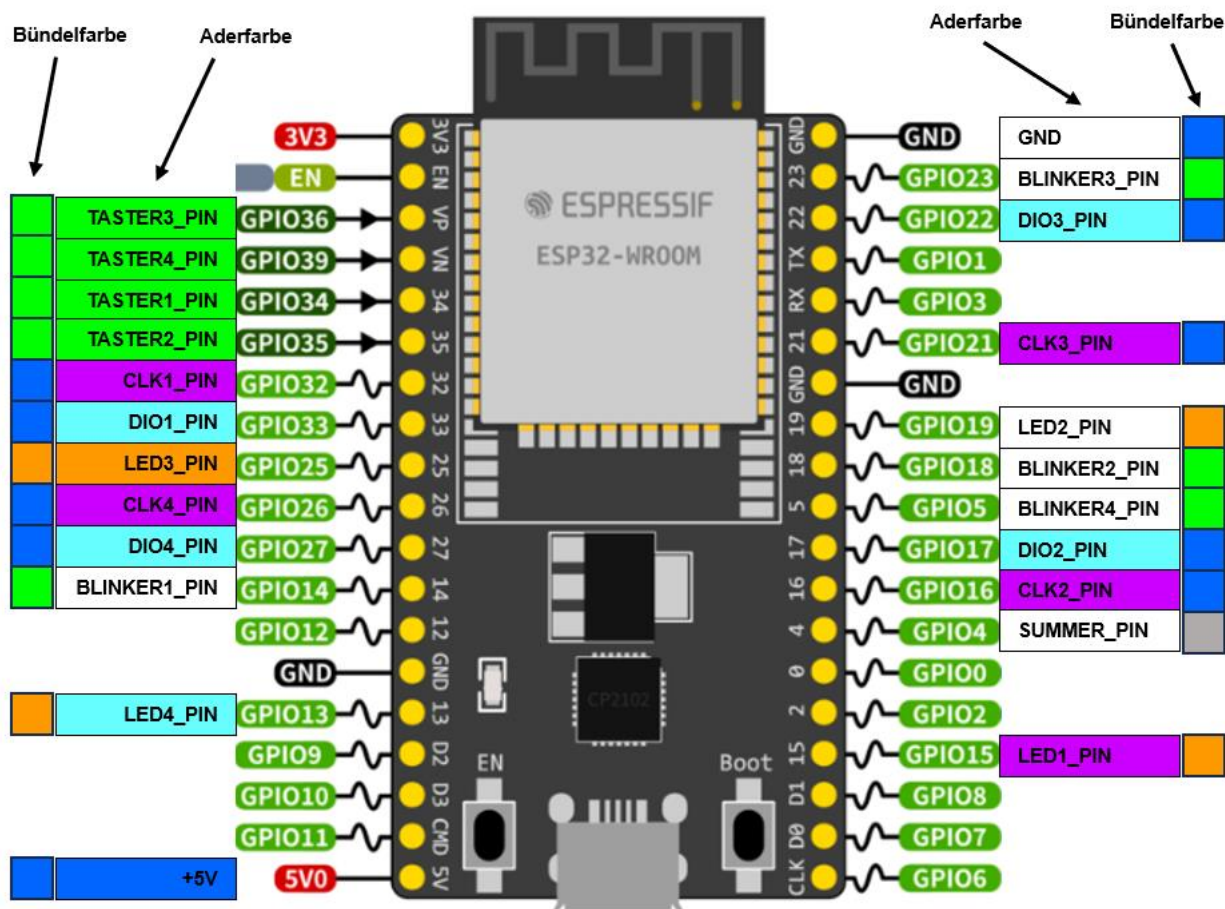 Bündelfarbe Aderfarbe Aderfarbe Bündelfarbe
3V3 3V3 GND GND GND
EN EN 23 GPIO23 BLINKER3_PIN
TASTER3_PIN GPIO36 VP 22 GPIO22 DIO3_PIN
TASTER4_PIN GPIO39 VN TX GPIO1
TASTER1_PIN GPIO34 34 RX GPIO3
TASTER2_PIN GPIO35 35 21 GPIO21 CLK3_PIN
CLK1_PIN GPIO32 32 GND GND
DIO1_PIN GPIO33 33 19 GPIO19 LED2_PIN
LED3_PIN GPIO25 25 18 GPIO18 BLINKER2_PIN
CLK4_PIN GPIO26 26 5 GPIO5 BLINKER4_PIN
DIO4_PIN GPIO27 27 17 GPIO17 DIO2_PIN
BLINKER1_PIN GPIO14 14 16 GPIO16 CLK2_PIN
GPIO12 12 4 GPIO4 SUMMER_PIN
GND GND 0 GPIO0
LED4_PIN GPIO13 13 2 GPIO2
GPIO9 D2 15 GPIO15 LED1_PIN
GPIO10 D3 D1 GPIO8
GPIO11 CMD D0 GPIO7
+5V 5V0 5V CLK GPIO6
ESPRESSIF
ESP32-WROOM
CP2102
EN Boot